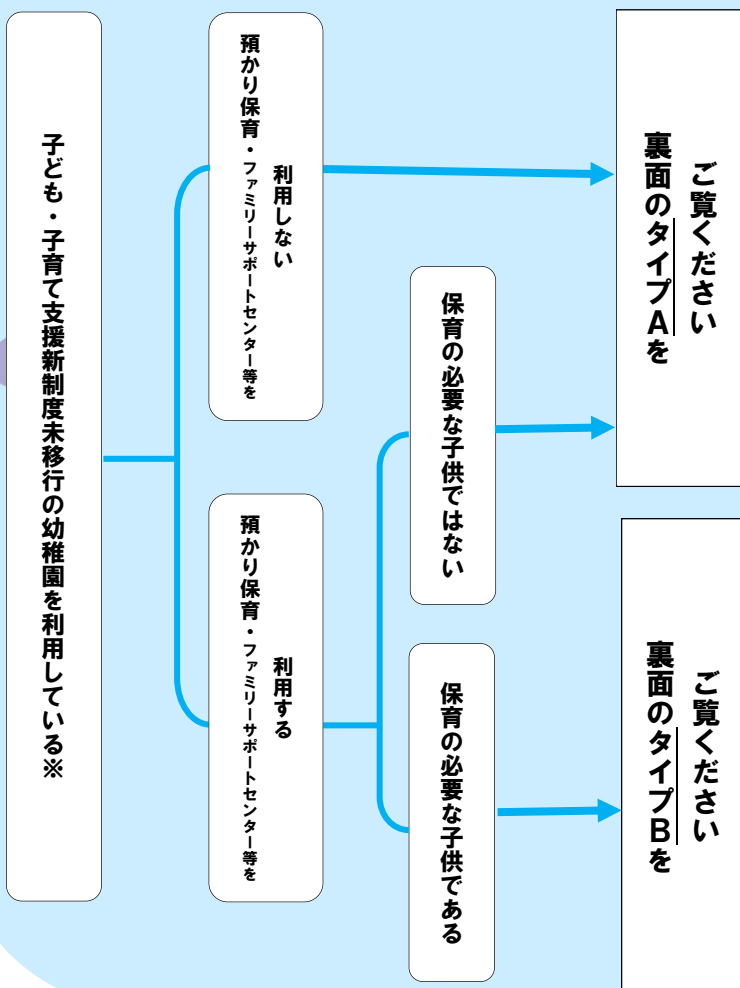 子ども・子育て支援新制度未移行の幼稚園を利用している※
預かり保育・ファミリーサポートセンター等を
利用しない
預かり保育・ファミリーサポートセンター等を
利用する
保育の必要な子供ではない
保育の必要な子供である
裏面のタイプAを
ご覧ください
裏面のタイプBを
ご覧ください